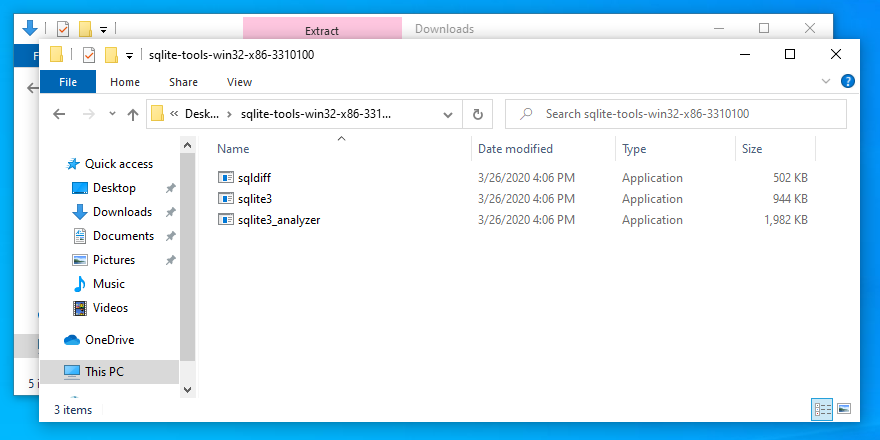 Extract
Downloads
F
sqlite-tools-win32-x86-3310100
File
Home
Share
View
« Desk... > sqlite-tools-win32-x86-331...
Search sqlite-tools-win32-x86-3310100
Name
Date modified
Type
Size
Quick access
Desktop
Downloads
Documents
Pictures
Music
Videos
OneDrive
This PC
sqldiff 3/26/2020 4:06 PM Application 502 KB
sqlite3 3/26/2020 4:06 PM Application 944 KB
sqlite3_analyzer 3/26/2020 4:06 PM Application 1,982 KB
5 i
3 items